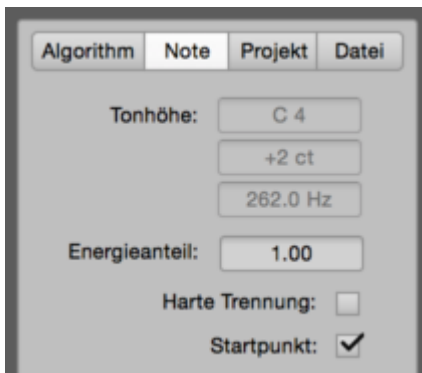 Algorithm Note Projekt Datei
Tonhöhe: C 4
+2 ct
262.0 Hz
Energieanteil: 1.00
Harte Trennung:
Startpunkt: